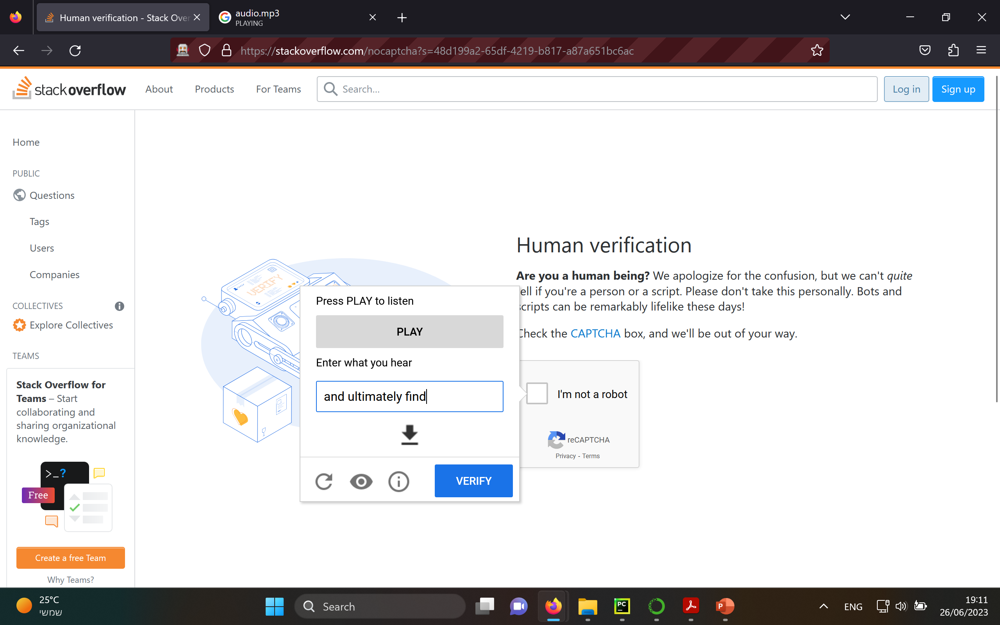 Human verification - Stack Over
audio.mp3
PLAYING
https://stackoverflow.com/nocaptcha?s=48d199a2-65df-4219-b817-a87a651bc6ac
stackoverflow
About
Products
For Teams
Search...
Log in
Sign up
Home
PUBLIC
Questions
Tags
Users
Companies
COLLECTIVES
Explore Collectives
TEAMS
Stack Overflow for
Teams – Start
collaborating and
sharing organizational
knowledge.
>_?
Free
Create a free Team
Why Teams?
VERIFY
Human verification
Are you a human being? We apologize for the confusion, but we can't quite
ell if you're a person or a script. Please don't take this personally. Bots and
cripts can be remarkably lifelike these days!
Check the CAPTCHA box, and we'll be out of your way.
Press PLAY to listen
PLAY
Enter what you hear
and ultimately find
VERIFY
I'm not a robot
reCAPTCHA
Privacy - Terms
25°C
שמשי
Search
PC
P
ENG
19:11
26/06/2023